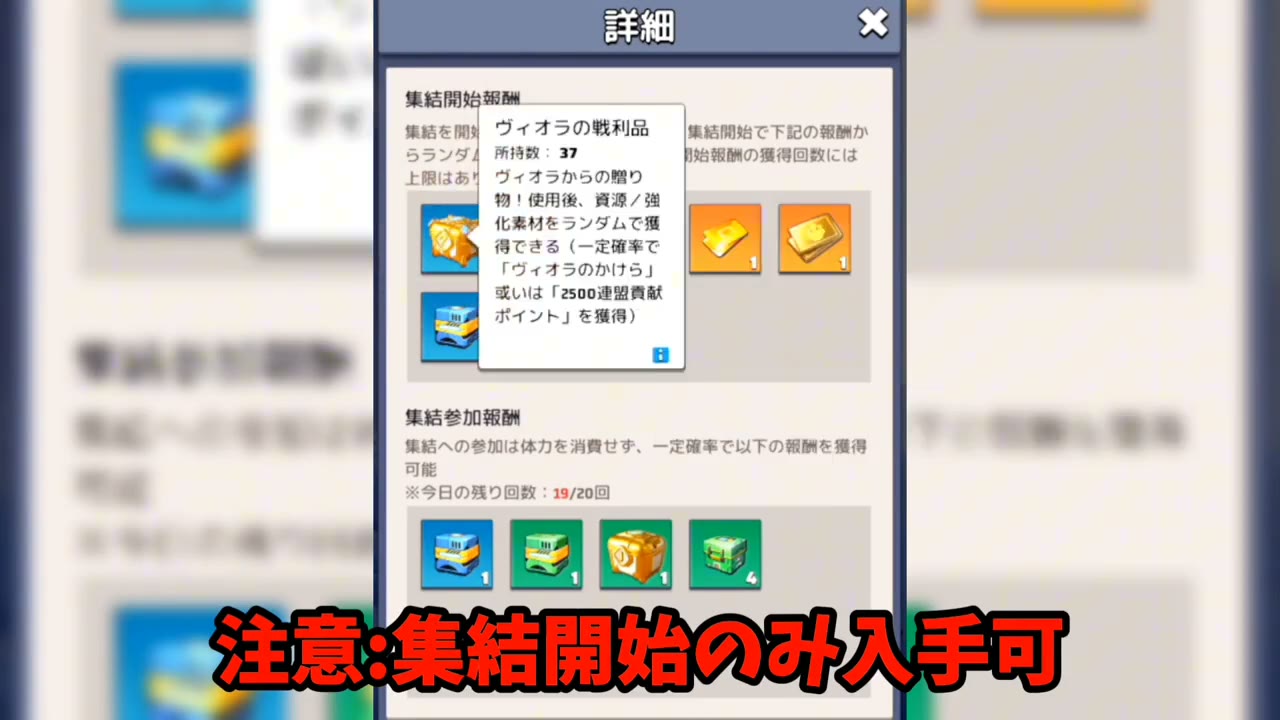 詳細
集結開始報酬
集結を開始 集結開始で下記の報酬か
らランダム 開始報酬の獲得回数には
上限はあり
ヴィオラの戦利品
所持数： 37
ヴィオラからの贈り
物！使用後、資源／強
化素材をランダムで獲
得できる（一定確率で
「ヴィオラのかけら」
或いは「2500連盟貢献
ポイント」を獲得）
1
1
集結参加報酬
集結への参加は体力を消費せず、一定確率で以下の報酬を獲得
可能
※今日の残り回数：19/20回
1
1
1
4
注意:集結開始のみ入手可